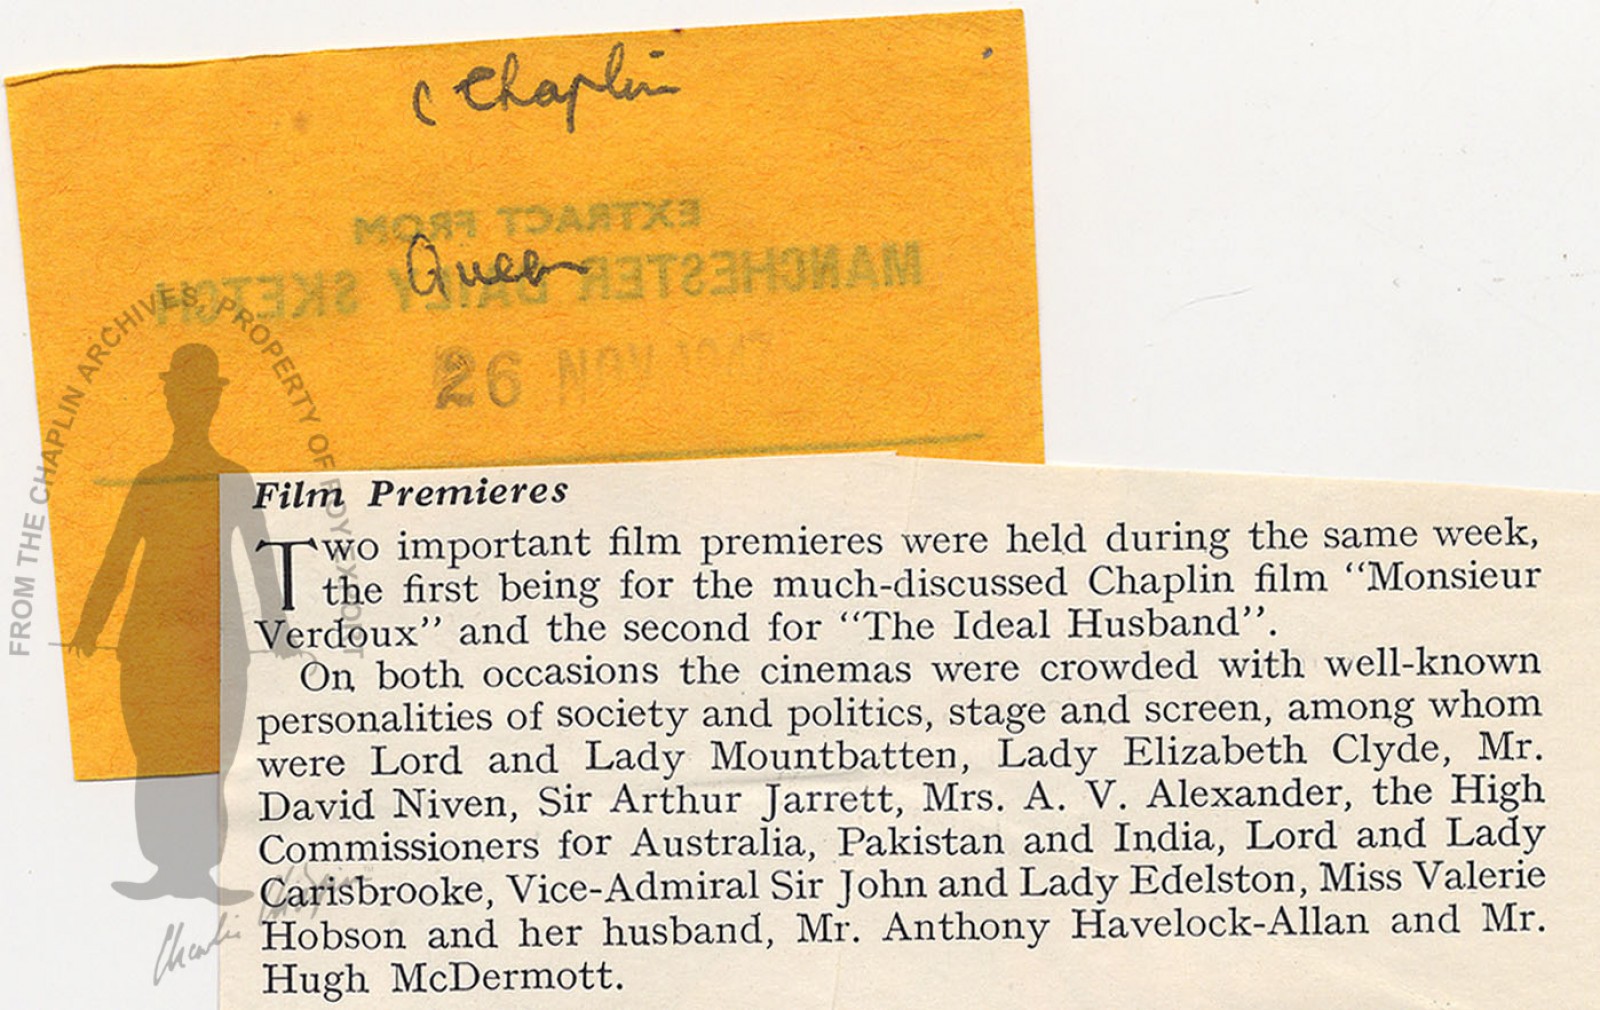 C Chaplin
EXTRACT FROM
Queen
MANCHESTER DAILY SKETCH
26 NOV 1947
FROM THE CHAPLIN ARCHIVES, PROPERTY OF ROY EXPORT
Film Premieres
Two important film premieres were held during the same week,
the first being for the much-discussed Chaplin film “Monsieur
Verdoux” and the second for “The Ideal Husband”.
On both occasions the cinemas were crowded with well-known
personalities of society and politics, stage and screen, among whom
were Lord and Lady Mountbatten, Lady Elizabeth Clyde, Mr.
David Niven, Sir Arthur Jarrett, Mrs. A. V. Alexander, the High
Commissioners for Australia, Pakistan and India, Lord and Lady
Carisbrooke, Vice-Admiral Sir John and Lady Edelston, Miss Valerie
Hobson and her husband, Mr. Anthony Havelock-Allan and Mr.
Hugh McDermott.
Charlie Chaplin